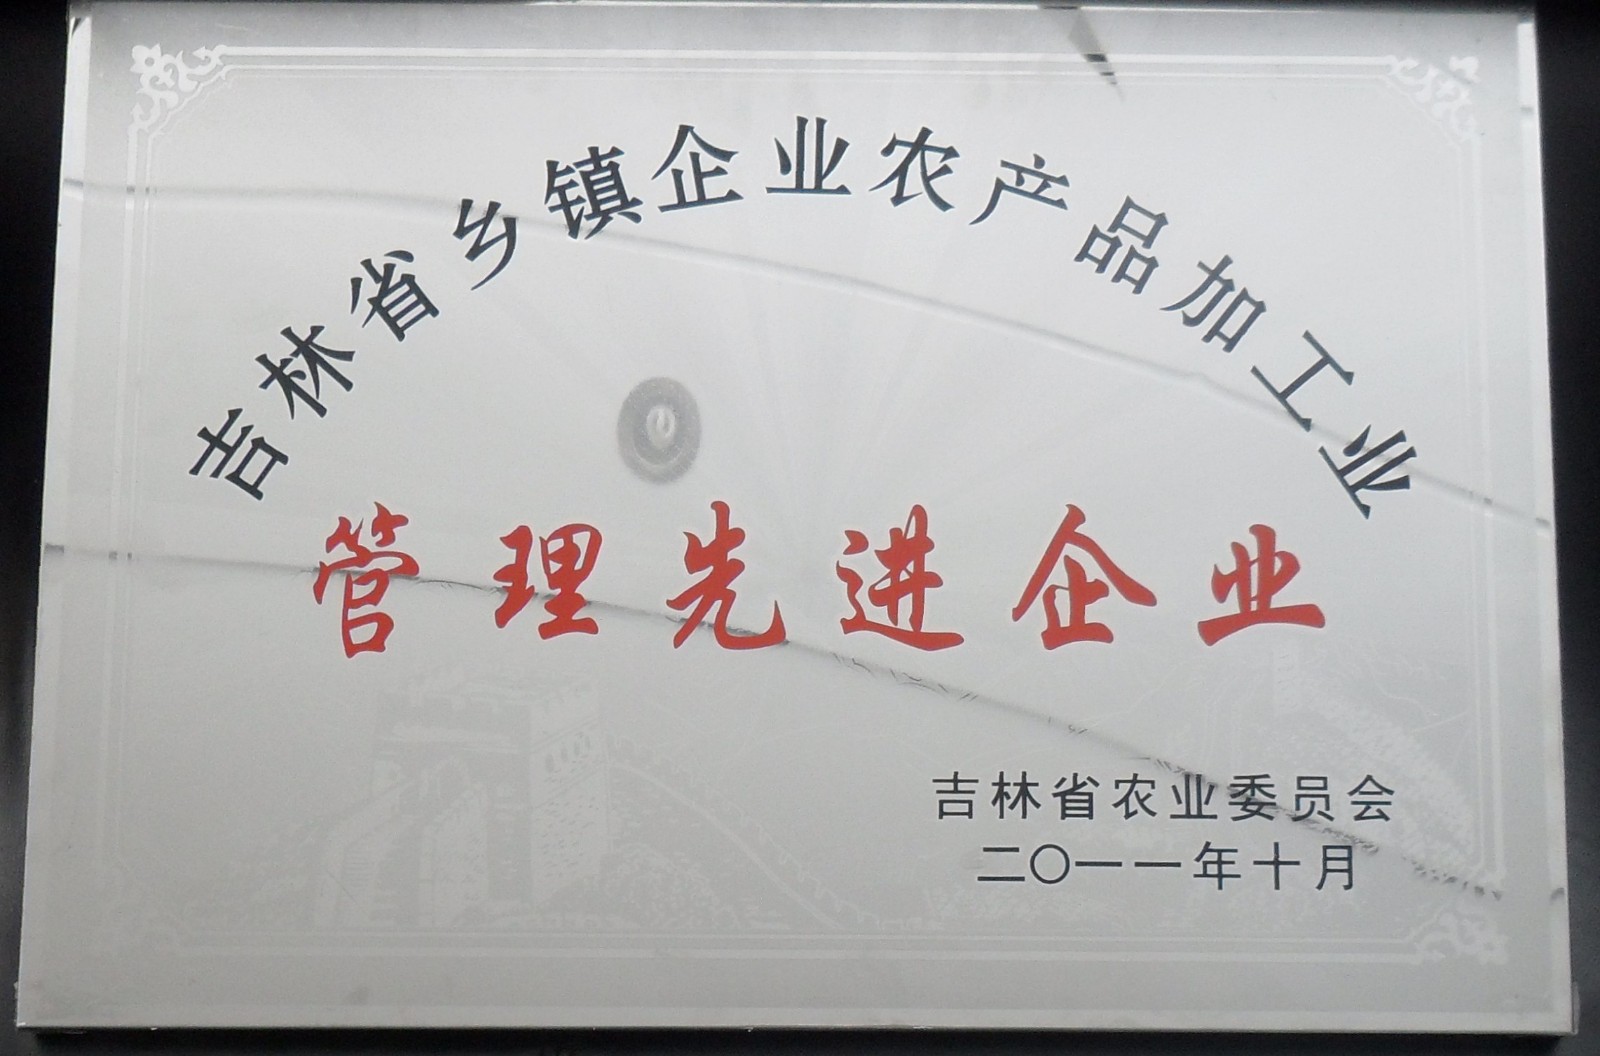 吉林省乡镇企业农产品加工业
管理先进企业
吉林省农业委员会
二〇一一年十月